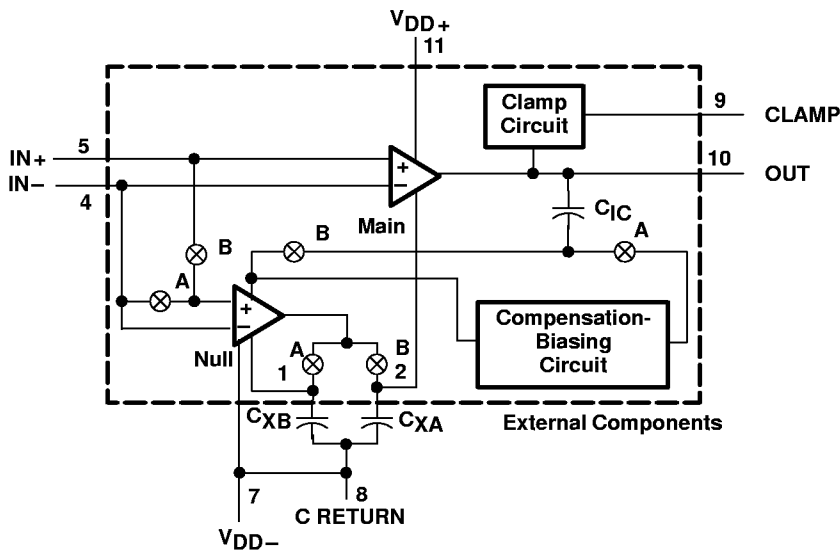 VDD+
11
Clamp
Circuit
9
CLAMP
5
IN+
+
10
OUT
IN−
−
4
Main
CIC
B
B
A
A
+
−
Null
Compensation-
Biasing
Circuit
A
B
1
2
CXB
CXA
External Components
7
8
C RETURN
VDD−